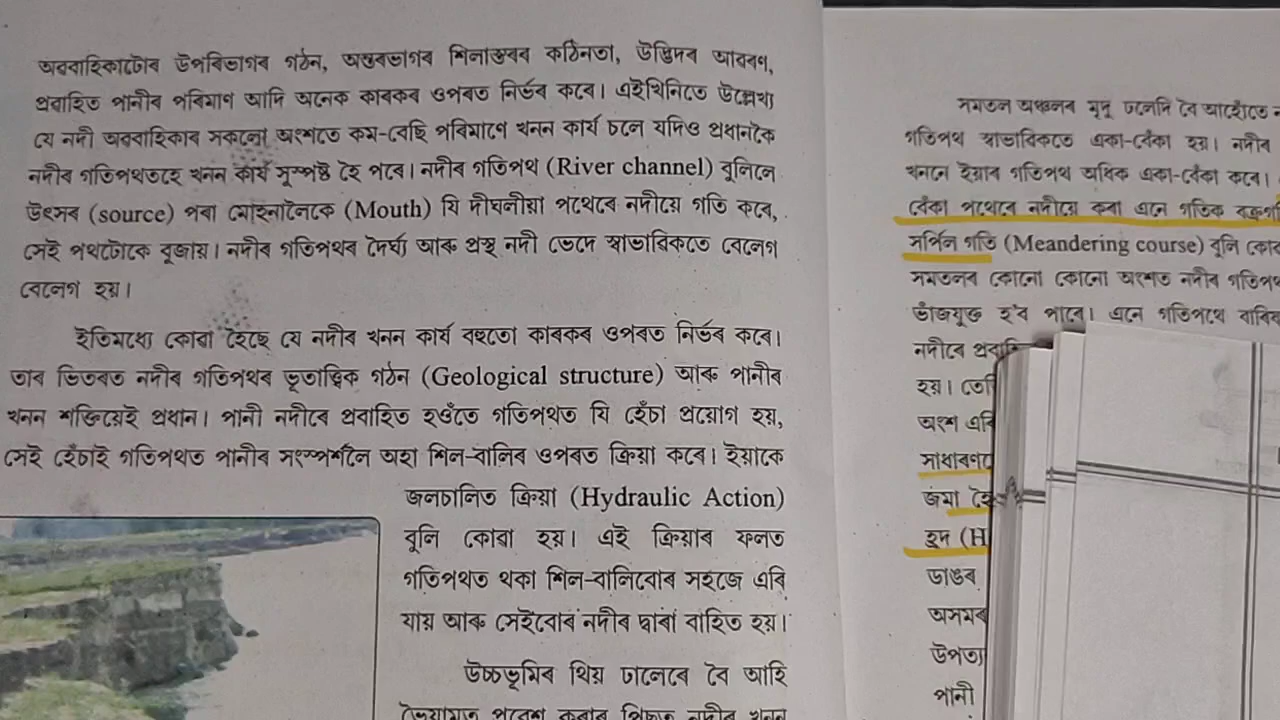 অৱবাহিকাটোৰ উপৰিভাগৰ গঠন, অন্তৰভাগৰ শিলাস্তৰৰ কঠিনতা, উদ্ভিদৰ আৱৰণ,
প্ৰবাহিত পানীৰ পৰিমাণ আদি অনেক কাৰকৰ ওপৰত নিৰ্ভৰ কৰে। এইখিনিতে উল্লেখ্য
যে নদী অৱবাহিকাৰ সকলো অংশতে কম-বেছি পৰিমাণে খনন কাৰ্য চলে যদিও প্ৰধানকৈ
নদীৰ গতিপথতহে খনন কাৰ্য সুস্পষ্ট হৈ পৰে। নদীৰ গতিপথ (River channel) বুলিলে
উৎসৰ (source) পৰা মোহনালৈকে (Mouth) যি দীঘলীয়া পথেৰে নদীয়ে গতি কৰে,
সেই পথটোকে বুজায়। নদীৰ গতিপথৰ দৈৰ্ঘ্য আৰু প্ৰস্থ নদী ভেদে স্বাভাৱিকতে বেলেগ
বেলেগ হয়।
ইতিমধ্যে কোৱা হৈছে যে নদীৰ খনন কাৰ্য বহুতো কাৰকৰ ওপৰত নিৰ্ভৰ কৰে।
তাৰ ভিতৰত নদীৰ গতিপথৰ ভূতাত্ত্বিক গঠন (Geological structure) আৰু পানীৰ
খনন শক্তিয়েই প্ৰধান। পানী নদীৰে প্ৰবাহিত হওঁতে গতিপথত যি হেঁচা প্ৰয়োগ হয়,
সেই হেঁচাই গতিপথত পানীৰ সংস্পৰ্শলৈ অহা শিল-বালিৰ ওপৰত ক্ৰিয়া কৰে। ইয়াকে
জলচালিত ক্ৰিয়া (Hydraulic Action)
বুলি কোৱা হয়। এই ক্ৰিয়াৰ ফলত
গতিপথত থকা শিল-বালিবোৰ সহজে এৰি
যায় আৰু সেইবোৰ নদীৰ দ্বাৰা বাহিত হয়।
উচ্চভূমিৰ থিয় ঢালেৰে বৈ আহি
ভৈয়ামত প্ৰবেশ কৰাৰ পিছত নদীৰ খনন
সমতল অঞ্চলৰ মৃদু ঢালেদি বৈ আহোঁতে
গতিপথ স্বাভাৱিকতে একা-বেঁকা হয়। নদীৰ
খননে ইয়াৰ গতিপথ অধিক একা-বেঁকা কৰে।
বেঁকা পথেৰে নদীয়ে কৰা এনে গতিক
সৰ্পিল গতি (Meandering course) বুলি
সমতলৰ কোনো কোনো অংশত নদীৰ
ভাঁজযুক্ত হ'ব পাৰে। এনে গতিপথে
নদীৰে
হয়।
অংশ এৰি
জমা হৈ
হ্ৰদ (H
ডাঙৰ
অসমৰ
পানী